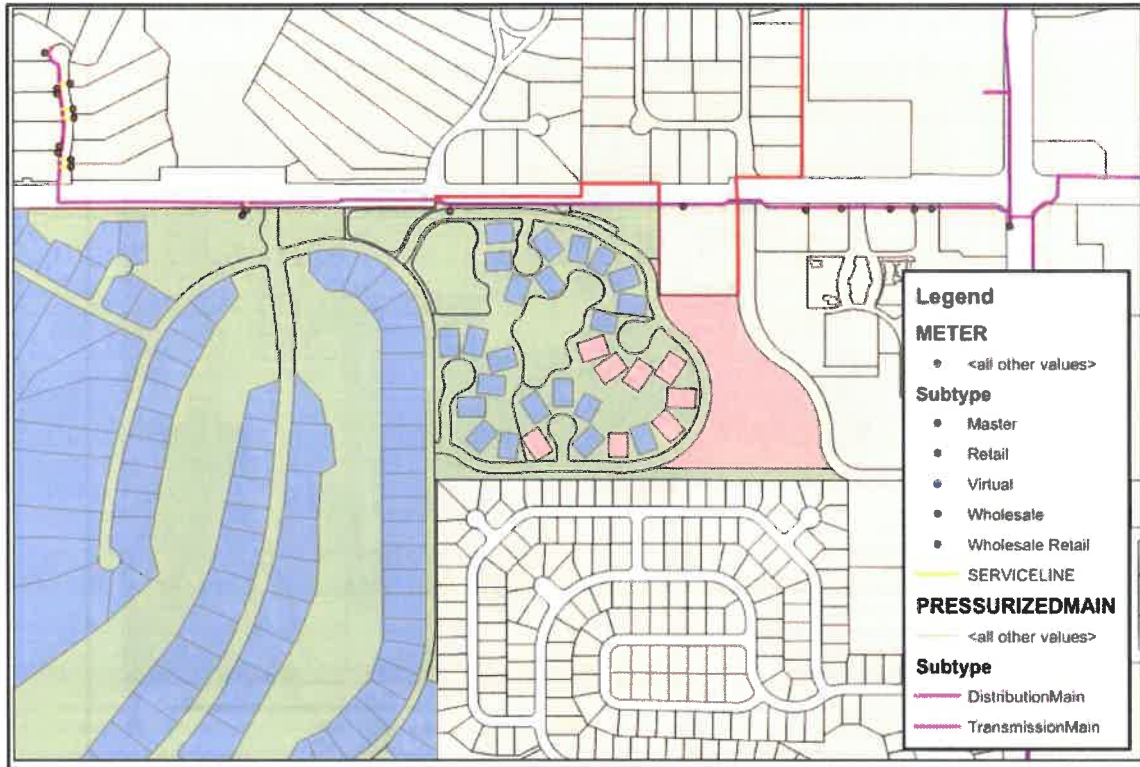 Legend
METER
<all other values>
Subtype
Master
Retail
Virtual
Wholesale
Wholesale Retail
SERVICELINE
PRESSURIZEDMAIN
<all other values>
Subtype
DistributionMain
TransmissionMain